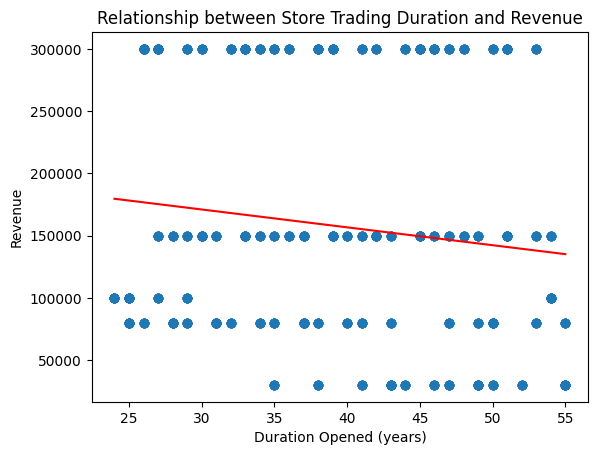 Relationship between Store Trading Duration and Revenue
300000
250000
200000
150000
100000
50000
Revenue
25 30 35 40 45 50 55
Duration Opened (years)